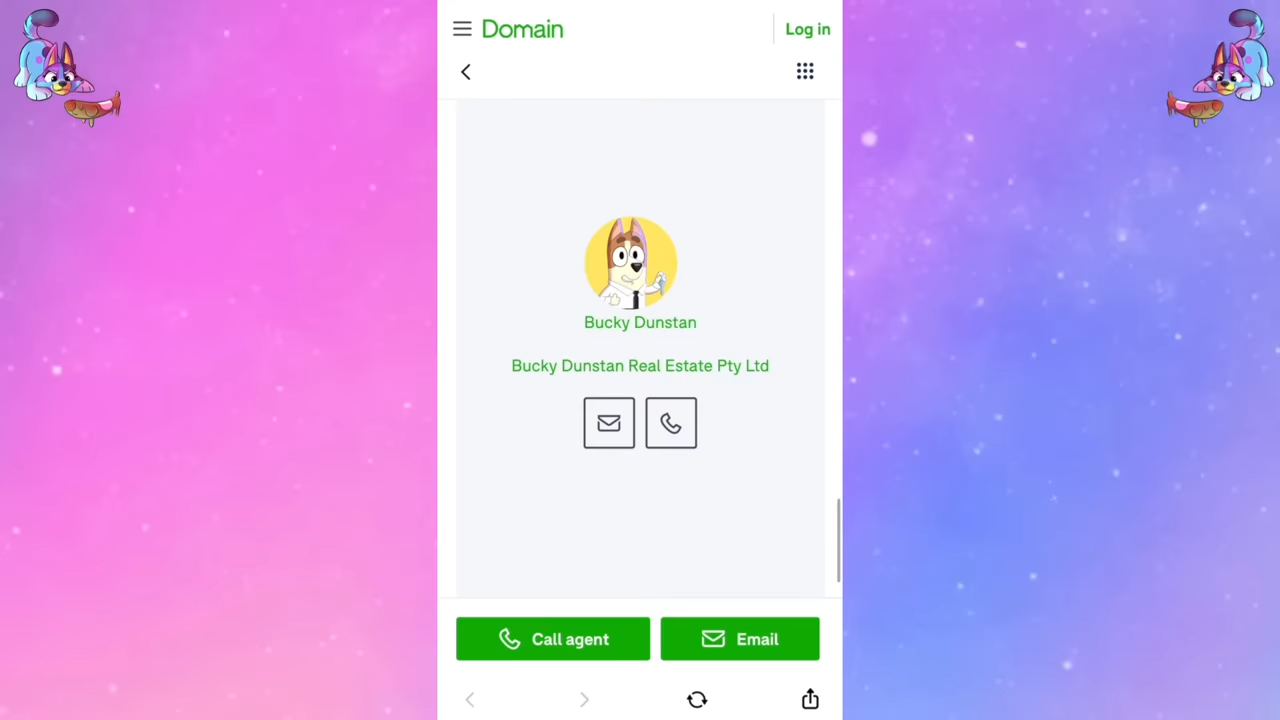 Domain
Log in
Bucky Dunstan
Bucky Dunstan Real Estate Pty Ltd
Call agent
Email